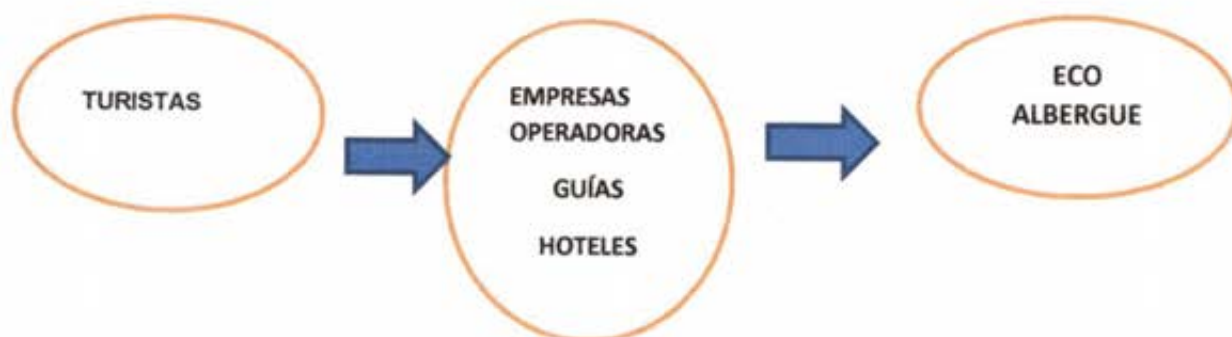 TURISTAS
EMPRESAS
OPERADORAS
GUÍAS
HOTELES
ECO
ALBERGUE